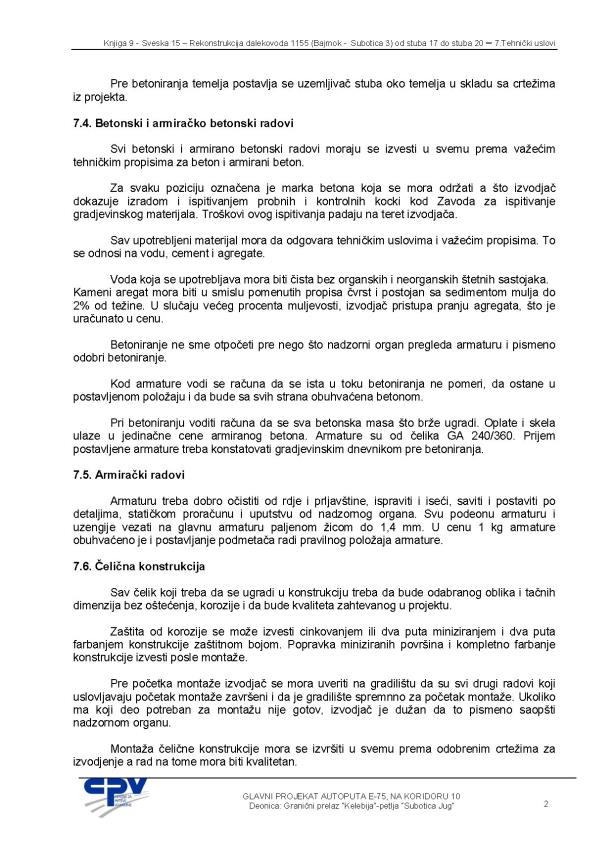 Knjiga 9 - Sveska 15 – Rekonstrukcija dalekovoda 1155 (Bajmok - Subotica 3) od stuba 17 do stuba 20 – 7.Tehnički uslovi
Pre betoniranja temelja postavlja se uzemljivač stuba oko temelja u skladu sa crtežima
iz projekta.
7.4. Betonski i armiračko betonski radovi
Svi betonski i armirano betonski radovi moraju se izvesti u svemu prema važećim
tehničkim propisima za beton i armirani beton.
Za svaku poziciju označena je marka betona koja se mora održati a što izvodjač
dokazuje izradom i ispitivanjem probnih i kontrolnih kocki kod Zavoda za ispitivanje
gradjevinskog materijala. Troškovi ovog ispitivanja padaju na teret izvodjača.
Sav upotrebljeni materijal mora da odgovara tehničkim uslovima i važećim propisima. To
se odnosi na vodu, cement i agregate.
Voda koja se upotrebljava mora biti čista bez organskih i neorganskih štetnih sastojaka.
Kameni aregat mora biti u smislu pomenutih propisa čvrst i postojan sa sedimentom mulja do
2% od težine. U slučaju većeg procenta muljevosti, izvodjač pristupa pranju agregata, što je
uračunato u cenu.
Betoniranje ne sme otpočeti pre nego što nadzorni organ pregleda armaturu i pismeno
odobri betoniranje.
Kod armature vodi se računa da se ista u toku betoniranja ne pomeri, da ostane u
postavljenom položaju i da bude sa svih strana obuhvaćena betonom.
Pri betoniranju voditi računa da se sva betonska masa što brže ugradi. Oplate i skela
ulaze u jedinačne cene armiranog betona. Armature su od čelika GA 240/360. Prijem
postavljene armature treba konstatovati gradjevinskim dnevnikom pre betoniranja.
7.5. Armirački radovi
Armaturu treba dobro očistiti od rdje i prljavštine, ispraviti i iseći, saviti i postaviti po
detaljima, statičkom proračunu i uputstvu od nadzornog organa. Svu podeonu armaturu i
uzengije vezati na glavnu armaturu paljenom žicom do 1,4 mm. U cenu 1 kg armature
obuhvaćeno je i postavljanje podmetača radi pravilnog položaja armature.
7.6. Čelična konstrukcija
Sav čelik koji treba da se ugradi u konstrukciju treba da bude odabranog oblika i tačnih
dimenzija bez oštećenja, korozije i da bude kvaliteta zahtevanog u projektu.
Zaštita od korozije se može izvesti cinkovanjem ili dva puta miniziranjem i dva puta
farbanjem konstrukcije zaštitnom bojom. Popravka miniziranih površina i kompletno farbanje
konstrukcije izvesti posle montaže.
Pre početka montaže izvodjač se mora uveriti na gradilištu da su svi drugi radovi koji
uslovljavaju početak montaže završeni i da je gradilište spremnno za početak montaže. Ukoliko
ma koji deo potreban za montažu nije gotov, izvodjač je dužan da to pismeno saopšti
nadzornom organu.
Montaža čelične konstrukcije mora se izvršiti u svemu prema odobrenim crtežima za
izvodjenje a rad na tome mora biti kvalitetan.
CPV
GLAVNI PROJEKAT AUTOPUTA E-75, NA KORIDORU 10
Deonica: Granični prelaz "Kelebija"-petlja "Subotica Jug"
2